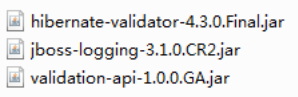 hibernate-validator-4.3.0.Final.jar
jboss-logging-3.1.0.CR2.jar
validation-api-1.0.0.GA.jar